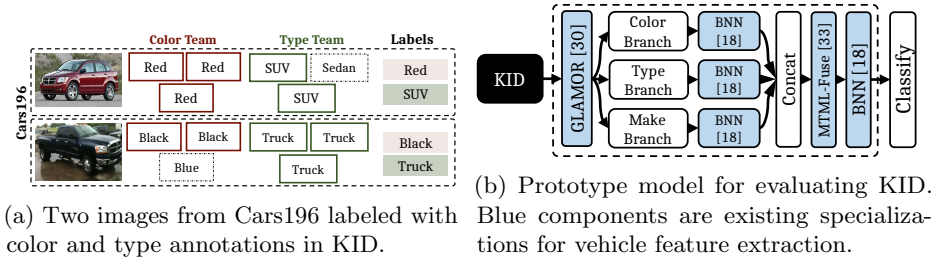 Color Team
Type Team
Labels
Cars196
Red
Red
SUV
Sedan
Red
SUV
Red
SUV
Black
Black
Truck
Truck
Blue
Truck
Black
Truck
(a) Two images from Cars196 labeled with
color and type annotations in KID.
KID
GLAMOR [30]
Color
Branch
BNN
[18]
Type
Branch
BNN
[18]
Make
Branch
BNN
[18]
Concat
MTML-Fuse [33]
BNN [18]
Classify
(b) Prototype model for evaluating KID.
Blue components are existing specializa-
tions for vehicle feature extraction.